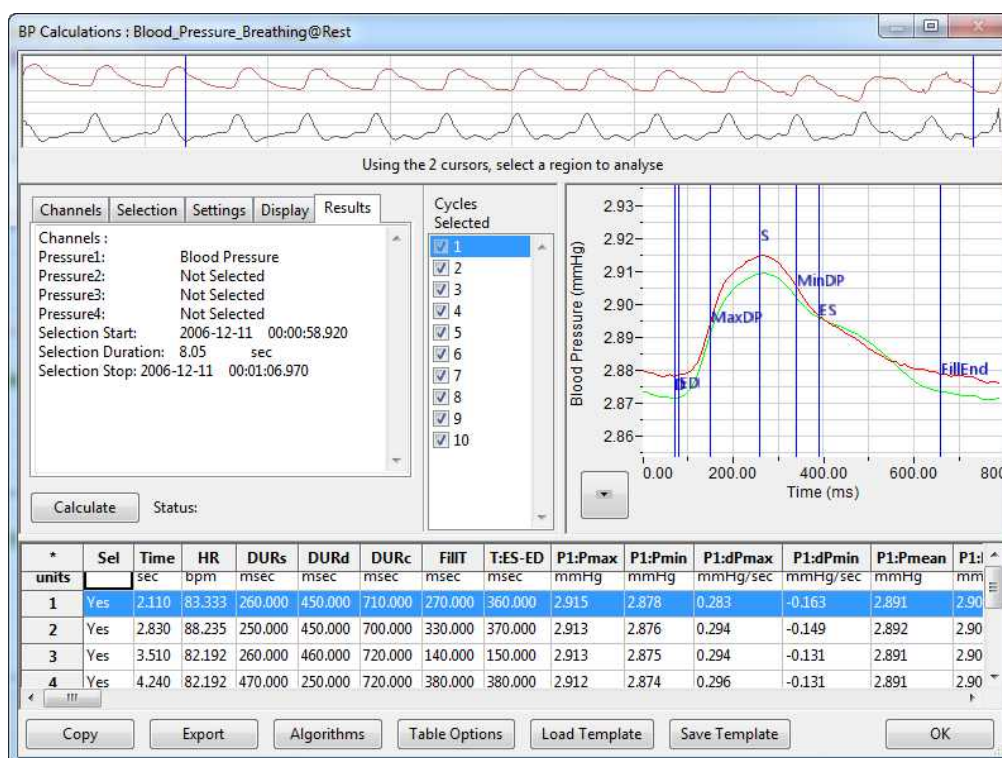 BP Calculations : Blood_Pressure_Breathing@Rest
Using the 2 cursors, select a region to analyse
Channels Selection Settings Display Results
Channels :
Pressure1: Blood Pressure
Pressure2: Not Selected
Pressure3: Not Selected
Pressure4: Not Selected
Selection Start: 2006-12-11 00:00:58.920
Selection Duration: 8.05 sec
Selection Stop: 2006-12-11 00:01:06.970
Calculate Status:
Cycles
Selected
1
2
3
4
5
6
7
8
9
10
Blood Pressure (mmHg)
2.93
2.92
2.91
2.90
2.89
2.88
2.87
2.86
S
MinDP
MaxDP
ES
FillEnd
ED
0.00 200.00 400.00 600.00 800
Time (ms)
* Sel Time HR DURs DURd DURc FillT T:ES-ED P1:Pmax P1:Pmin P1:dPmax P1:dPmin P1:Pmean
units sec bpm msec msec msec msec msec mmHg mmHg mmHg/sec mmHg/sec mmHg mm
1 Yes 2.110 83.333 260.000 450.000 710.000 270.000 360.000 2.915 2.878 0.283 -0.163 2.891 2.90
2 Yes 2.830 88.235 250.000 450.000 700.000 330.000 370.000 2.913 2.876 0.294 -0.149 2.892 2.90
3 Yes 3.510 82.192 260.000 460.000 720.000 140.000 150.000 2.913 2.875 0.294 -0.131 2.891 2.90
4 Yes 4.240 82.192 470.000 250.000 720.000 380.000 380.000 2.912 2.874 0.296 -0.131 2.891 2.90
Copy Export Algorithms Table Options Load Template Save Template OK